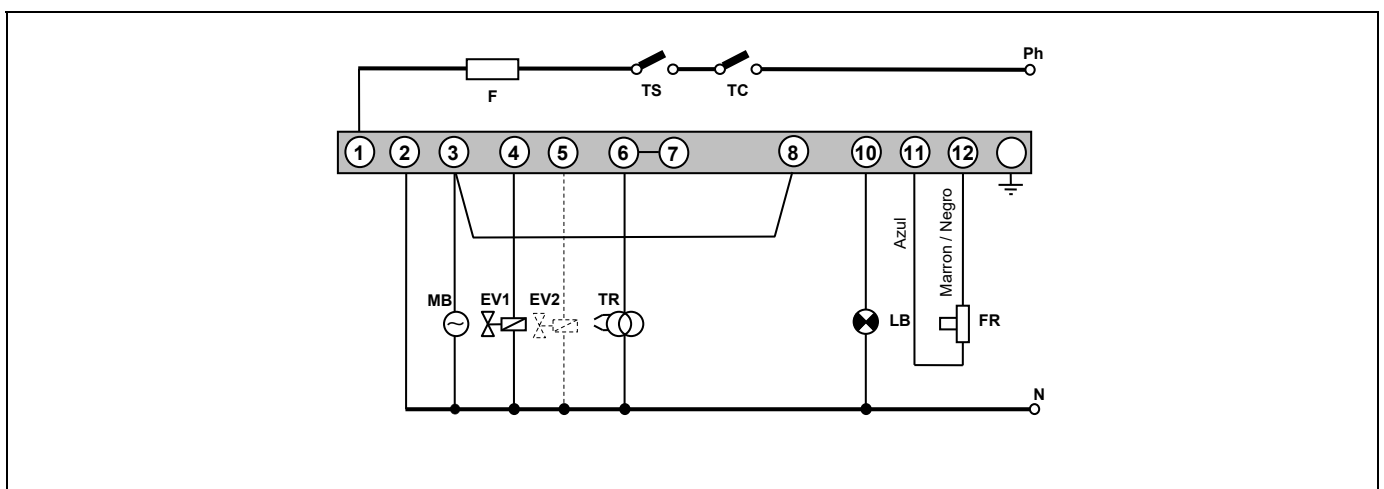 Ph
F
TS
TC
1 2 3 4 5 6 7 8 10 11 12
Azul
Marron / Negro
MB
EV1
EV2
TR
LB
FR
N